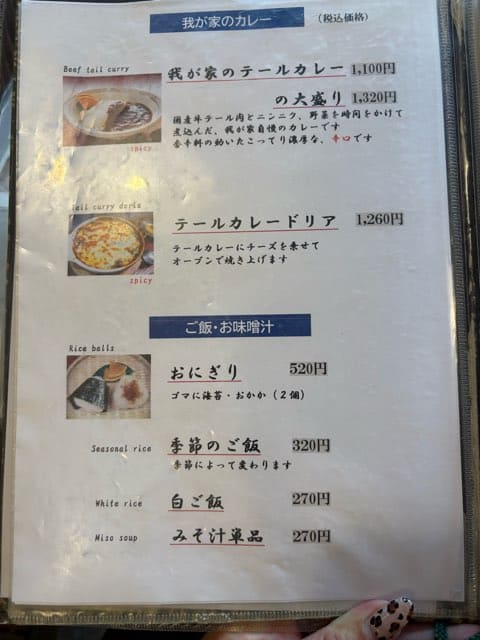 我が家のカレー (税込価格)
Beef tail curry
我が家のテールカレー 1,100円
の大盛り 1,320円
国産牛テール肉とニンニク、野菜を時間をかけて
煮込んだ、我が家自慢のカレーです
香辛料の効いたこってり濃厚な、辛口です
spicy
Tail curry doria
テールカレードリア 1,260円
テールカレーにチーズを乗せて
オーブンで焼き上げます
spicy
ご飯・お味噌汁
Rice balls
おにぎり 520円
ゴマに海苔・おかか(2個)
Seasonal rice 季節のご飯 320円
季節によって変わります
White rice 白ご飯 270円
Miso soup みそ汁単品 270円